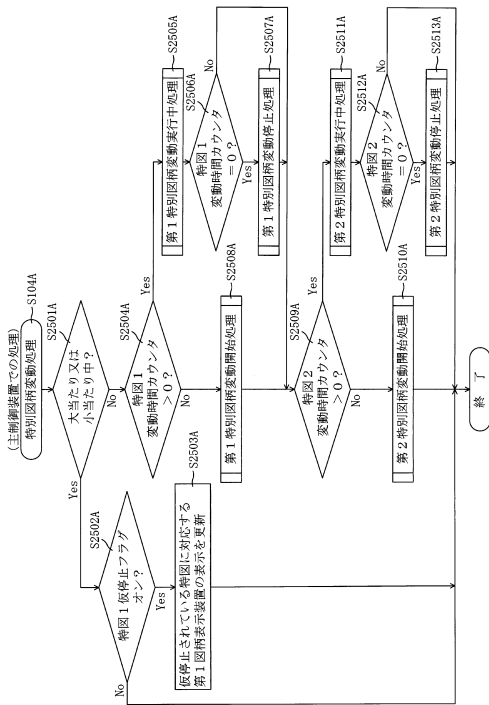 (主制御装置での処理)
特別図柄変動処理
S104A
大当たり又は
小当たり中?
S2501A
Yes
No
特図1仮停止フラグ
オン?
S2502A
No
Yes
仮停止されている特図に対応する
第1図柄表示装置の表示を更新
S2503A
特図1
変動時間カウンタ
>0?
S2504A
Yes
No
第1特別図柄変動実行中処理
S2505A
特図1
変動時間カウンタ
=0?
S2506A
No
Yes
第1特別図柄変動停止処理
S2507A
第1特別図柄変動開始処理
S2508A
特図2
変動時間カウンタ
>0?
S2509A
Yes
No
第2特別図柄変動開始処理
S2510A
第2特別図柄変動実行中処理
S2511A
特図2
変動時間カウンタ
=0?
S2512A
No
Yes
第2特別図柄変動停止処理
S2513A
終 了